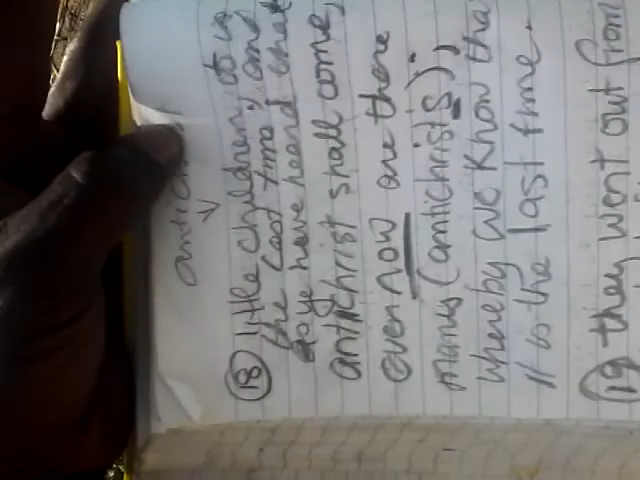 (18) little children, it is
the last time; and
as ye have heard that
antichrist shall come,
even now are there
many (antichrists);
whereby we know tha
it is the last time.
(19 they went out from